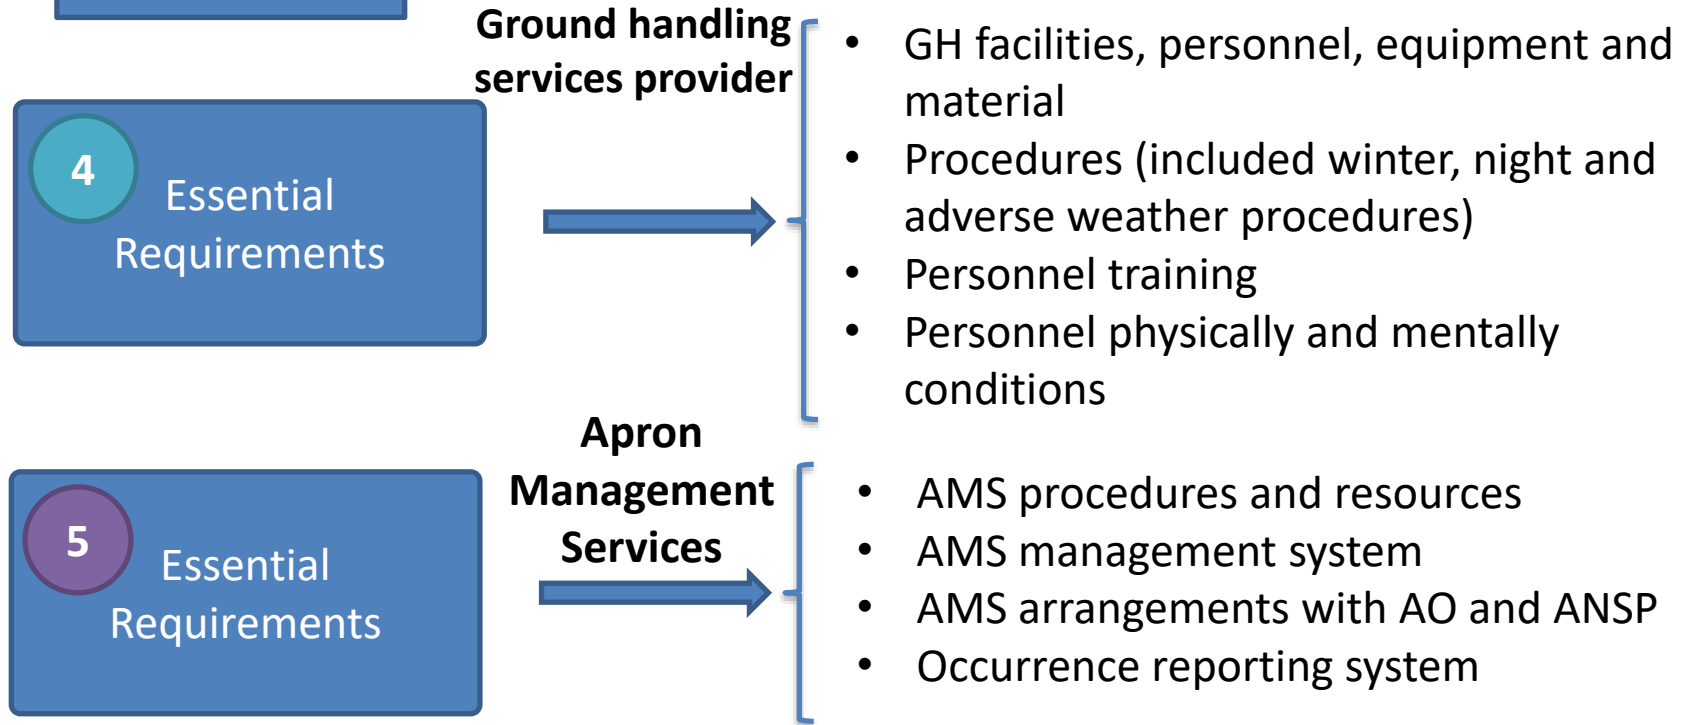 Ground handling
services provider
4
Essential
Requirements
• GH facilities, personnel, equipment and
material
• Procedures (included winter, night and
adverse weather procedures)
• Personnel training
• Personnel physically and mentally
conditions
Apron
Management
Services
5
Essential
Requirements
• AMS procedures and resources
• AMS management system
• AMS arrangements with AO and ANSP
• Occurrence reporting system